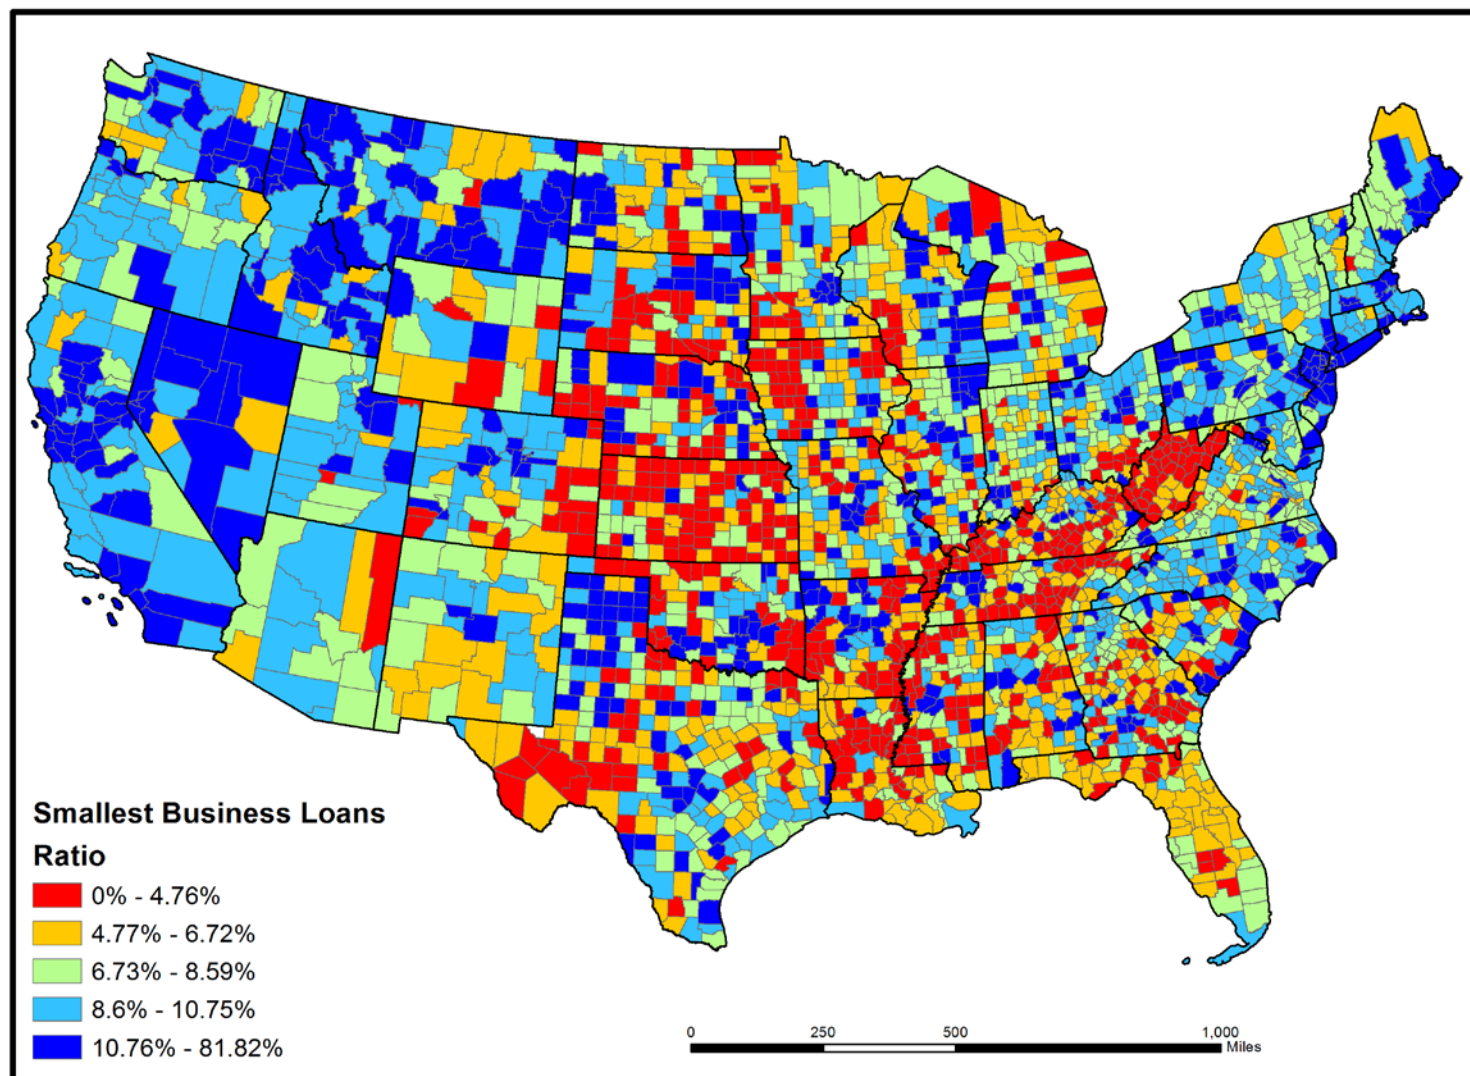 Smallest Business Loans
Ratio
0% - 4.76%
4.77% - 6.72%
6.73% - 8.59%
8.6% - 10.75%
10.76% - 81.82%
0 250 500 1,000
Miles